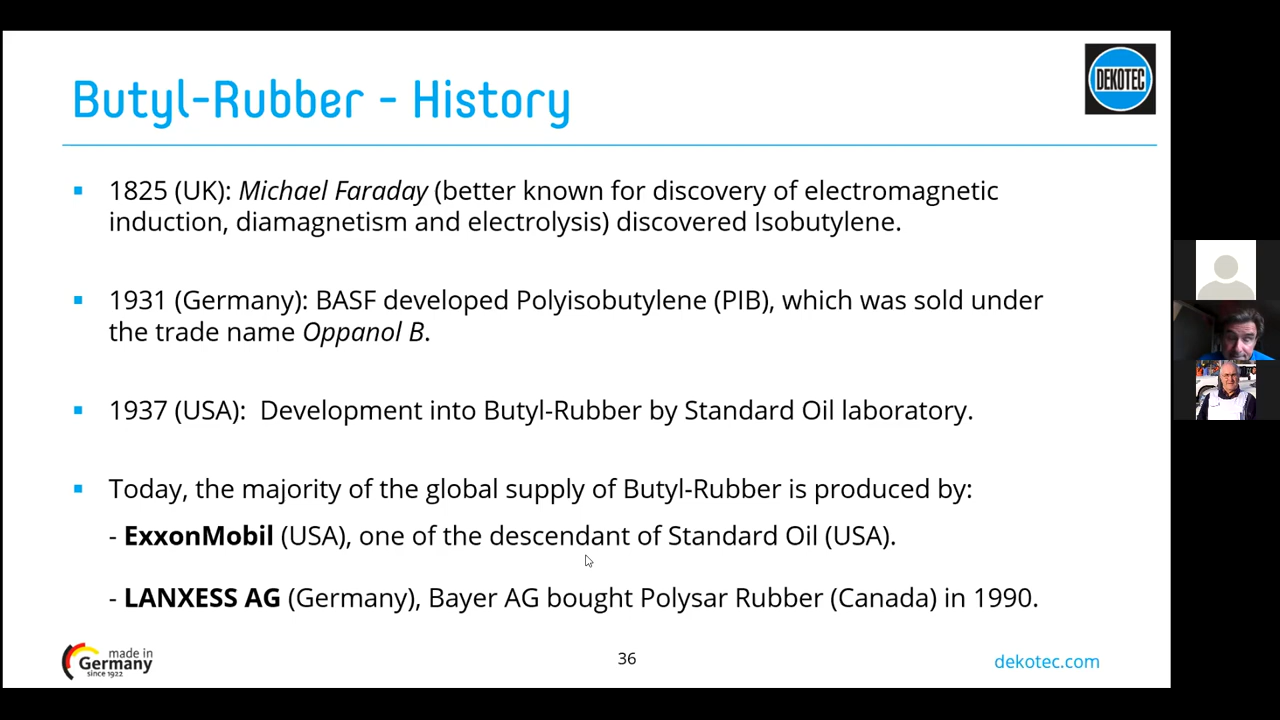 Butyl-Rubber - History
DEKOTEC
1825 (UK): Michael Faraday (better known for discovery of electromagnetic
induction, diamagnetism and electrolysis) discovered Isobutylene.
1931 (Germany): BASF developed Polyisobutylene (PIB), which was sold under
the trade name Oppanol B.
1937 (USA):  Development into Butyl-Rubber by Standard Oil laboratory.
Today, the majority of the global supply of Butyl-Rubber is produced by:
- ExxonMobil (USA), one of the descendant of Standard Oil (USA).
- LANXESS AG (Germany), Bayer AG bought Polysar Rubber (Canada) in 1990.
made in
Germany
since 1922
36
dekotec.com